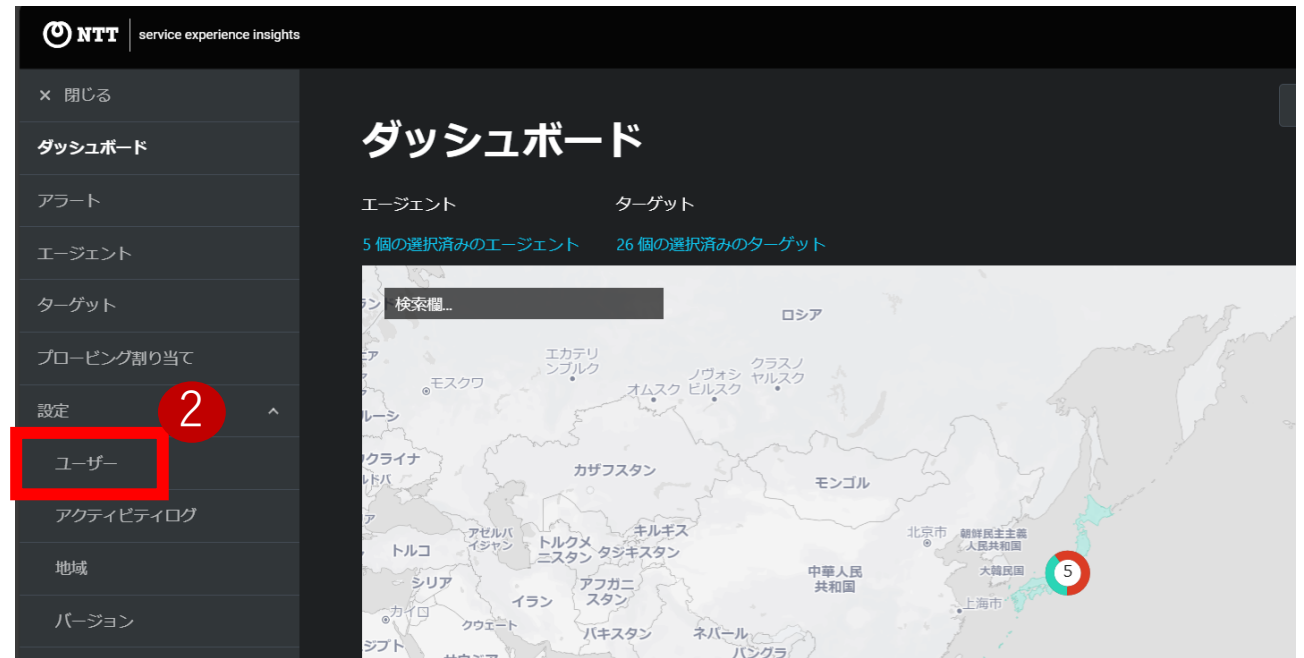 NTT service experience insights
× 閉じる
ダッシュボード
アラート
エージェント
ターゲット
プロービング割り当て
設定
2
ユーザー
アクティビティログ
地域
バージョン
ダッシュボード
エージェント ターゲット
5 個の選択済みのエージェント 26 個の選択済みのターゲット
検索欄...
ロシア
エカテリ
ンブルク
モスクワ
オムスク
ノヴォシ
ビルスク
クラスノ
ヤルスク
ルーシ
クライナ
ルドバ
カザフスタン
モンゴル
アゼルバ
イジャン
トルクメ
ニスタン
キルギス
タジキスタン
トルコ
シリア
アフガニ
スタン
イラン
カイロ
クウェート
パキスタン
ネパール
バングラ
ジプト
中華人民
共和国
北京市
朝鮮民主主義
人民共和国
大韓民国
5
上海市